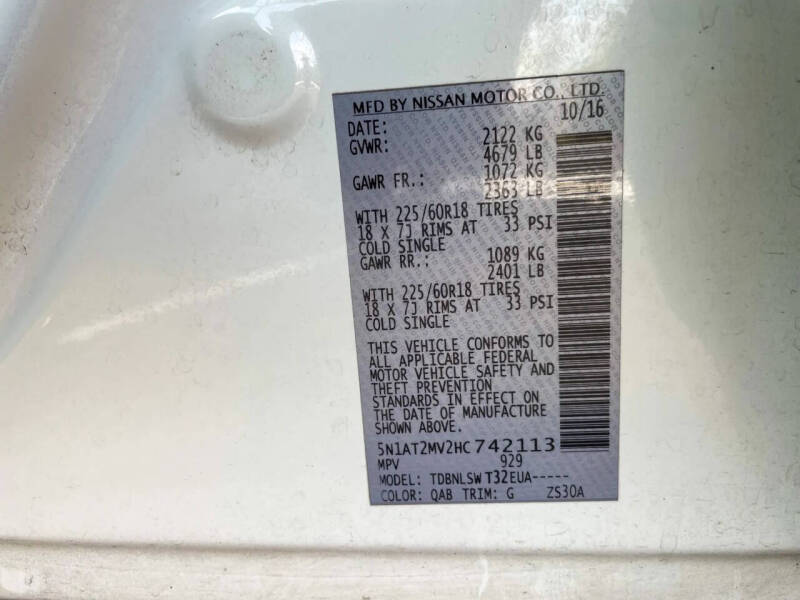 MFD BY NISSAN MOTOR CO., LTD.
DATE: 10/16
GVWR: 2122 KG
4679 LB
GAWR FR.: 1072 KG
2363 LB
WITH 225/60R18 TIRES
18 X 7J RIMS AT 33 PSI
COLD SINGLE
GAWR RR.: 1089 KG
2401 LB
WITH 225/60R18 TIRES
18 X 7J RIMS AT 33 PSI
COLD SINGLE
THIS VEHICLE CONFORMS TO
ALL APPLICABLE FEDERAL
MOTOR VEHICLE SAFETY AND
THEFT PREVENTION
STANDARDS IN EFFECT ON
THE DATE OF MANUFACTURE
SHOWN ABOVE.
5N1AT2MV2HC742113
MPV 929
MODEL: TDBNLSW T32EUA-----
COLOR: QAB TRIM: G ZS30A